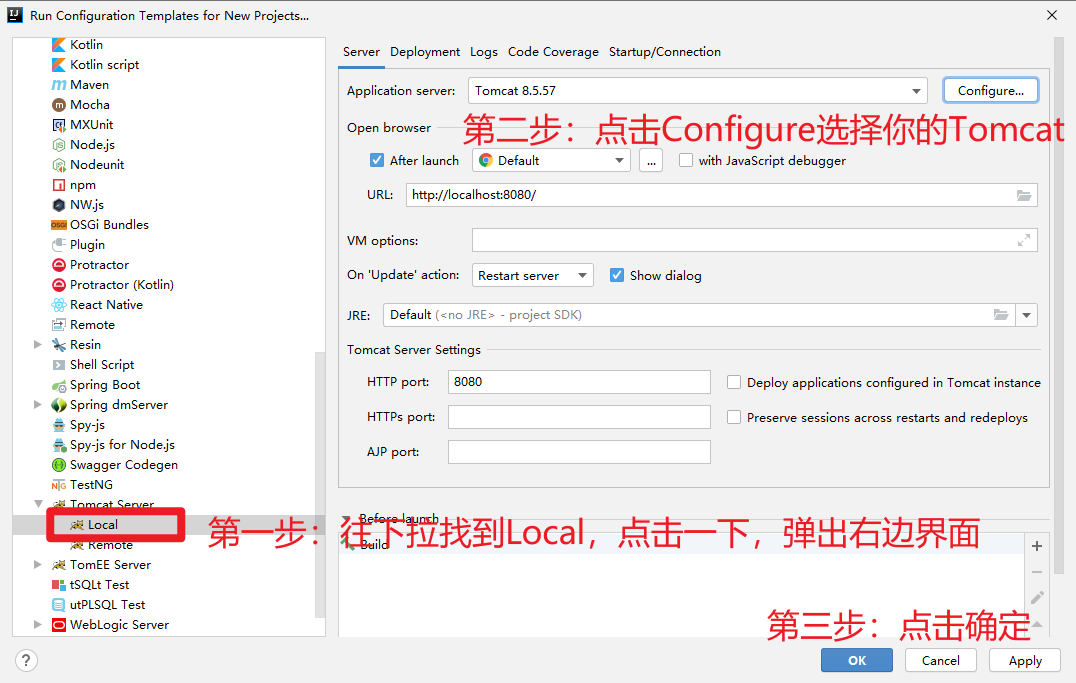 Run Configuration Templates for New Projects...
Kotlin
Kotlin script
Maven
Mocha
MXUnit
Node.js
Nodeunit
npm
NW.js
OSGi Bundles
Plugin
Protractor
Protractor (Kotlin)
React Native
Remote
Resin
Shell Script
Spring Boot
Spring dmServer
Spy-js
Spy-js for Node.js
Swagger Codegen
TestNG
Tomcat Server
Local
Remote
TomEE Server
tSQLt Test
utPLSQL Test
WebLogic Server
Server Deployment Logs Code Coverage Startup/Connection
Application server: Tomcat 8.5.57 Configure...
第二步：点击Configure选择你的Tomcat
Open browser
After launch Default ... with JavaScript debugger
URL: http://localhost:8080/
VM options:
On 'Update' action: Restart server Show dialog
JRE: Default (<no JRE> - project SDK)
Tomcat Server Settings
HTTP port: 8080 Deploy applications configured in Tomcat instance
HTTPs port: Preserve sessions across restarts and redeploys
AJP port:
Before launch
第一步：往下拉找到Local，点击一下，弹出右边界面
Build
第三步：点击确定
? OK Cancel Apply